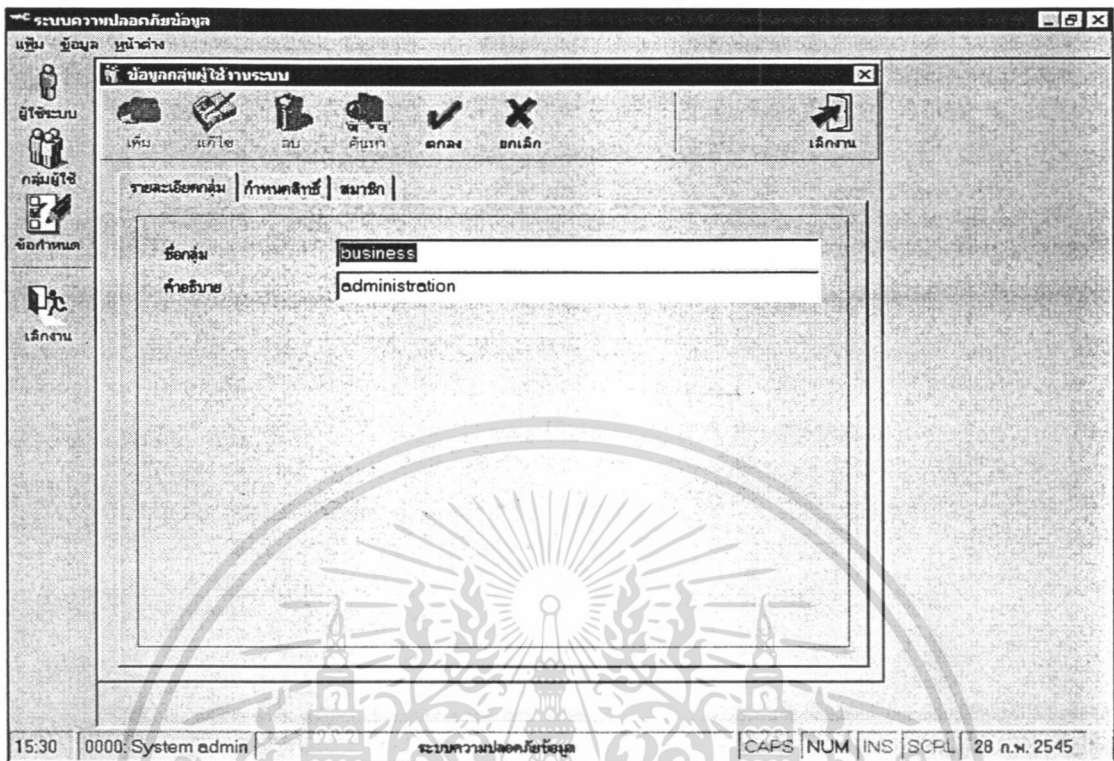 ระบบความปลอดภัยข้อมูล
แฟ้ม ข้อมูล หน้าต่าง
ผู้ใช้ระบบ
กลุ่มผู้ใช้
ข้อกำหนด
เลิกงาน
ข้อมูลกลุ่มผู้ใช้งานระบบ
เพิ่ม แก้ไข ลบ ค้นหา ตกลง ยกเลิก เลิกงาน
รายละเอียดกลุ่ม กำหนดสิทธิ์ สมาชิก
ชื่อกลุ่ม business
คำอธิบาย administration
15:30 0000: System admin ระบบความปลอดภัยข้อมูล CAPS NUM INS SCRL 28 ก.พ. 2545